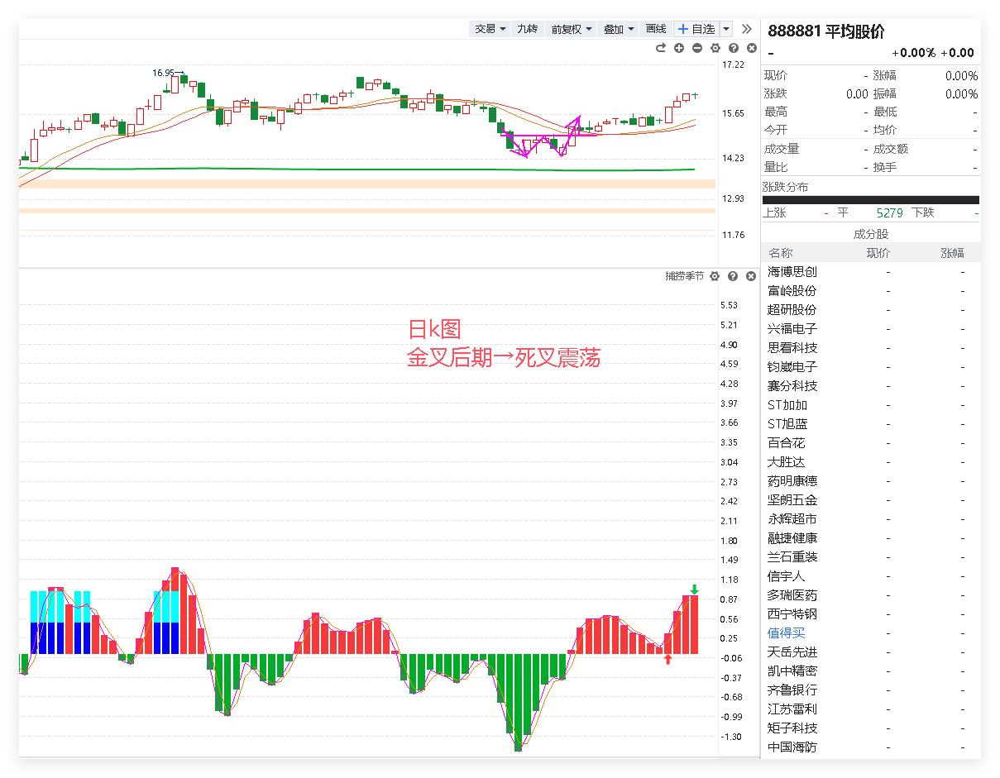 交易 九转 前复权 叠加 画线 + 自选
888881 平均股价
- +0.00% +0.00
现价 - 涨幅 0.00%
涨跌 0.00 振幅 0.00%
最高 - 最低 -
今开 - 均价 -
成交量 - 成交额 -
量比 - 换手 -
涨跌分布
上涨 - 平 5279 下跌 -
成分股
名称 现价 涨幅
海博思创 - -
富岭股份 - -
超研股份 - -
兴福电子 - -
思看科技 - -
钧崴电子 - -
赛分科技 - -
ST加加 - -
ST旭蓝 - -
百合花 - -
大胜达 - -
药明康德 - -
坚朗五金 - -
永辉超市 - -
融捷健康 - -
兰石重装 - -
信宇人 - -
多瑞医药 - -
西宁特钢 - -
值得买 - -
天岳先进 - -
凯中精密 - -
齐鲁银行 - -
江苏雷利 - -
矩子科技 - -
中国海防 - -
16.95
17.22
15.65
14.23
12.93
11.76
捕捞季节
日k图
金叉后期→死叉震荡
5.53
5.21
4.90
4.59
4.28
3.97
3.66
3.35
3.04
2.73
2.42
2.11
1.80
1.49
1.18
0.87
0.56
0.25
-0.06
-0.37
-0.68
-0.99
-1.30